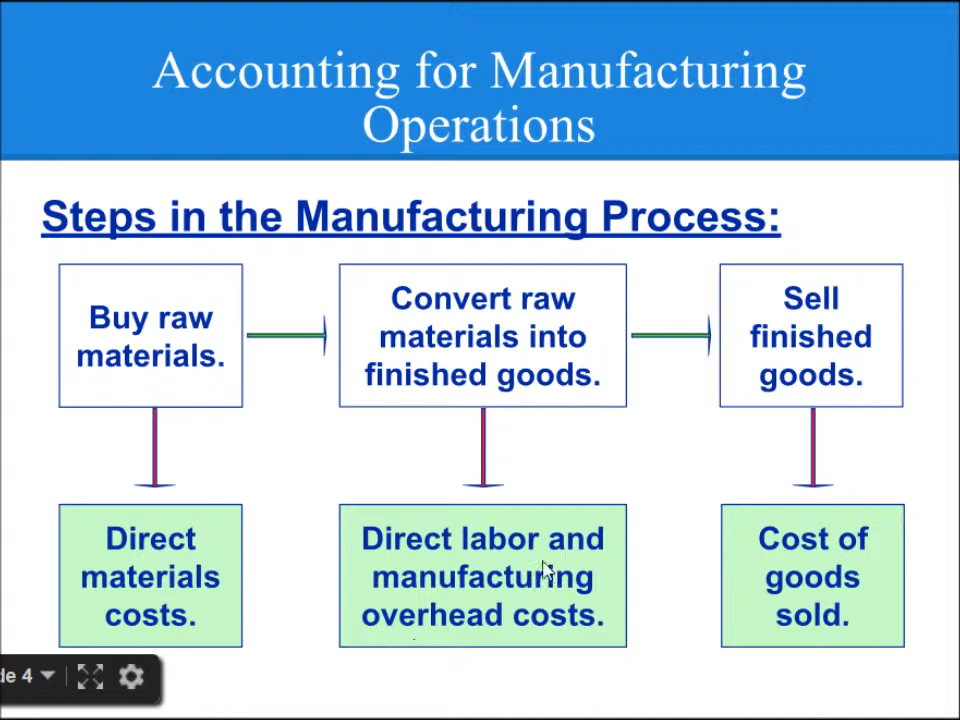 Accounting for Manufacturing
Operations
Steps in the Manufacturing Process:
Buy raw
materials.
Convert raw
materials into
finished goods.
Sell
finished
goods.
Direct
materials
costs.
Direct labor and
manufacturing
overhead costs.
Cost of
goods
sold.
de 4